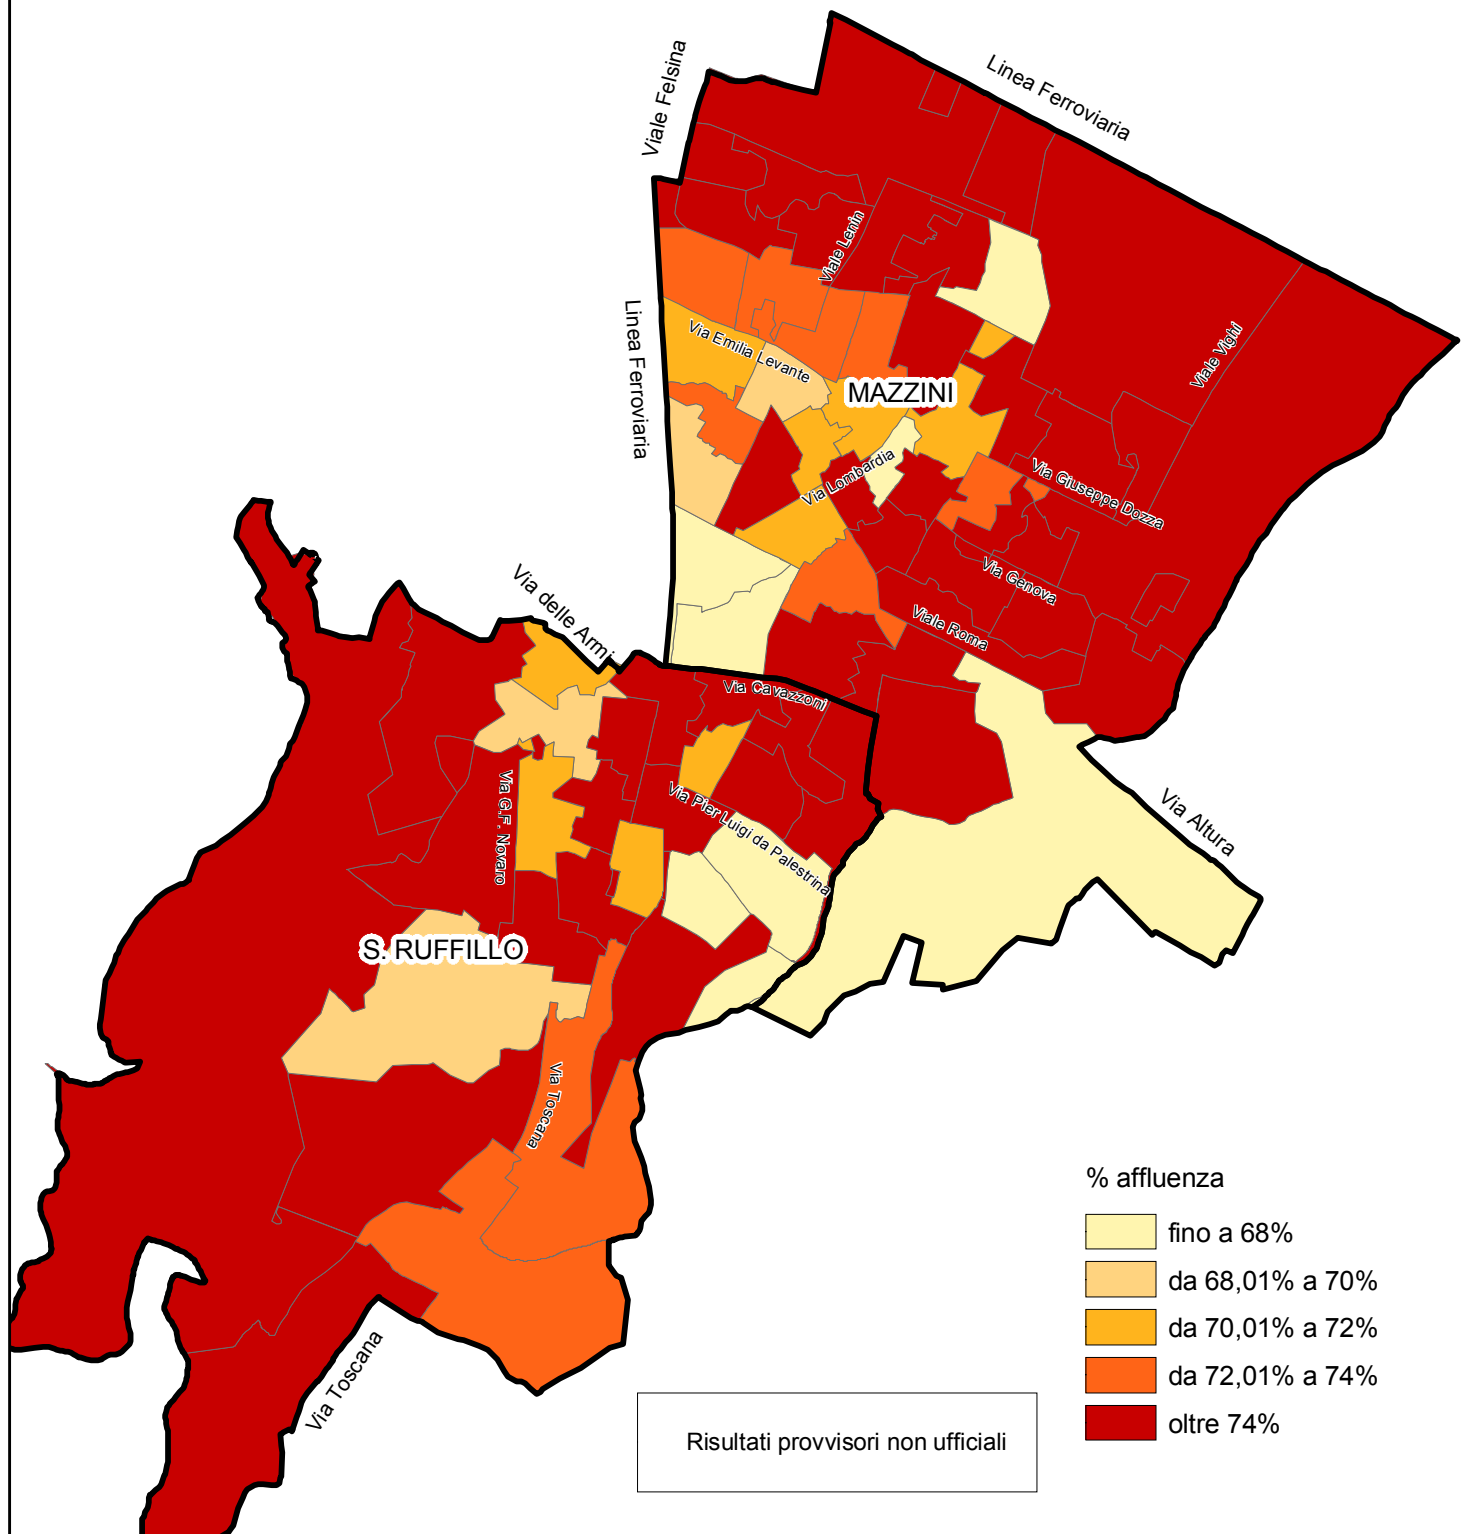 Linea Ferroviaria
Viale Felsina
Viale Lenin
Linea Ferroviaria
Via Emilia Levante
Viale Vighi
MAZZINI
Via Lombardia
Via Giuseppe Dozza
Via Genova
Via delle Armi
Viale Roma
Via Cavazzoni
Via G.F. Novaro
Via Pier Luigi da Palestrina
Via Altura
S. RUFFILLO
Via Toscana
Via Toscana
% affluenza
fino a 68%
da 68,01% a 70%
da 70,01% a 72%
da 72,01% a 74%
oltre 74%
Risultati provvisori non ufficiali